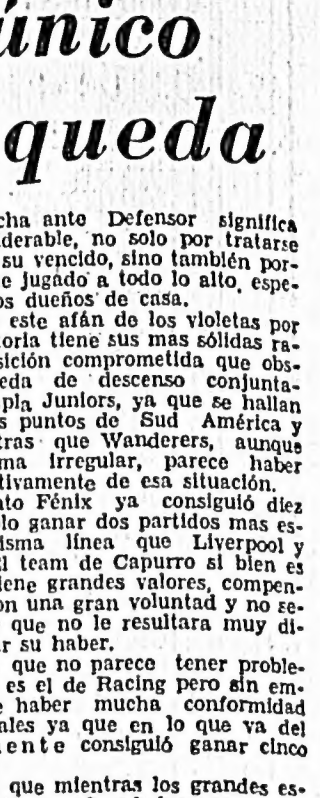 único
queda
cha ante Defensor significa
derable, no solo por tratarse
su vencido, sino también por-
e jugado a todo lo alto, espe-
os dueños de casa.
este afán de los violetas por
oria tiene sus mas sólidas ra-
sición comprometida que obs-
eda de descenso conjunta-
pla Juniors, ya que se hallan
s puntos de Sud América y
tras que Wanderers, aunque
ma irregular, parece haber
tivamente de esa situación.
nto Fénix ya consiguió diez
lo ganar dos partidos mas es-
isma línea que Liverpool y
l team de Capurro si bien es
iene grandes valores, compen-
on una gran voluntad y no se-
que no le resultara muy di-
ar su haber.
que no parece tener proble-
es el de Racing pero sin em-
e haber mucha conformidad
ales ya que en lo que va del
ente consiguió ganar cinco
que mientras los grandes es-